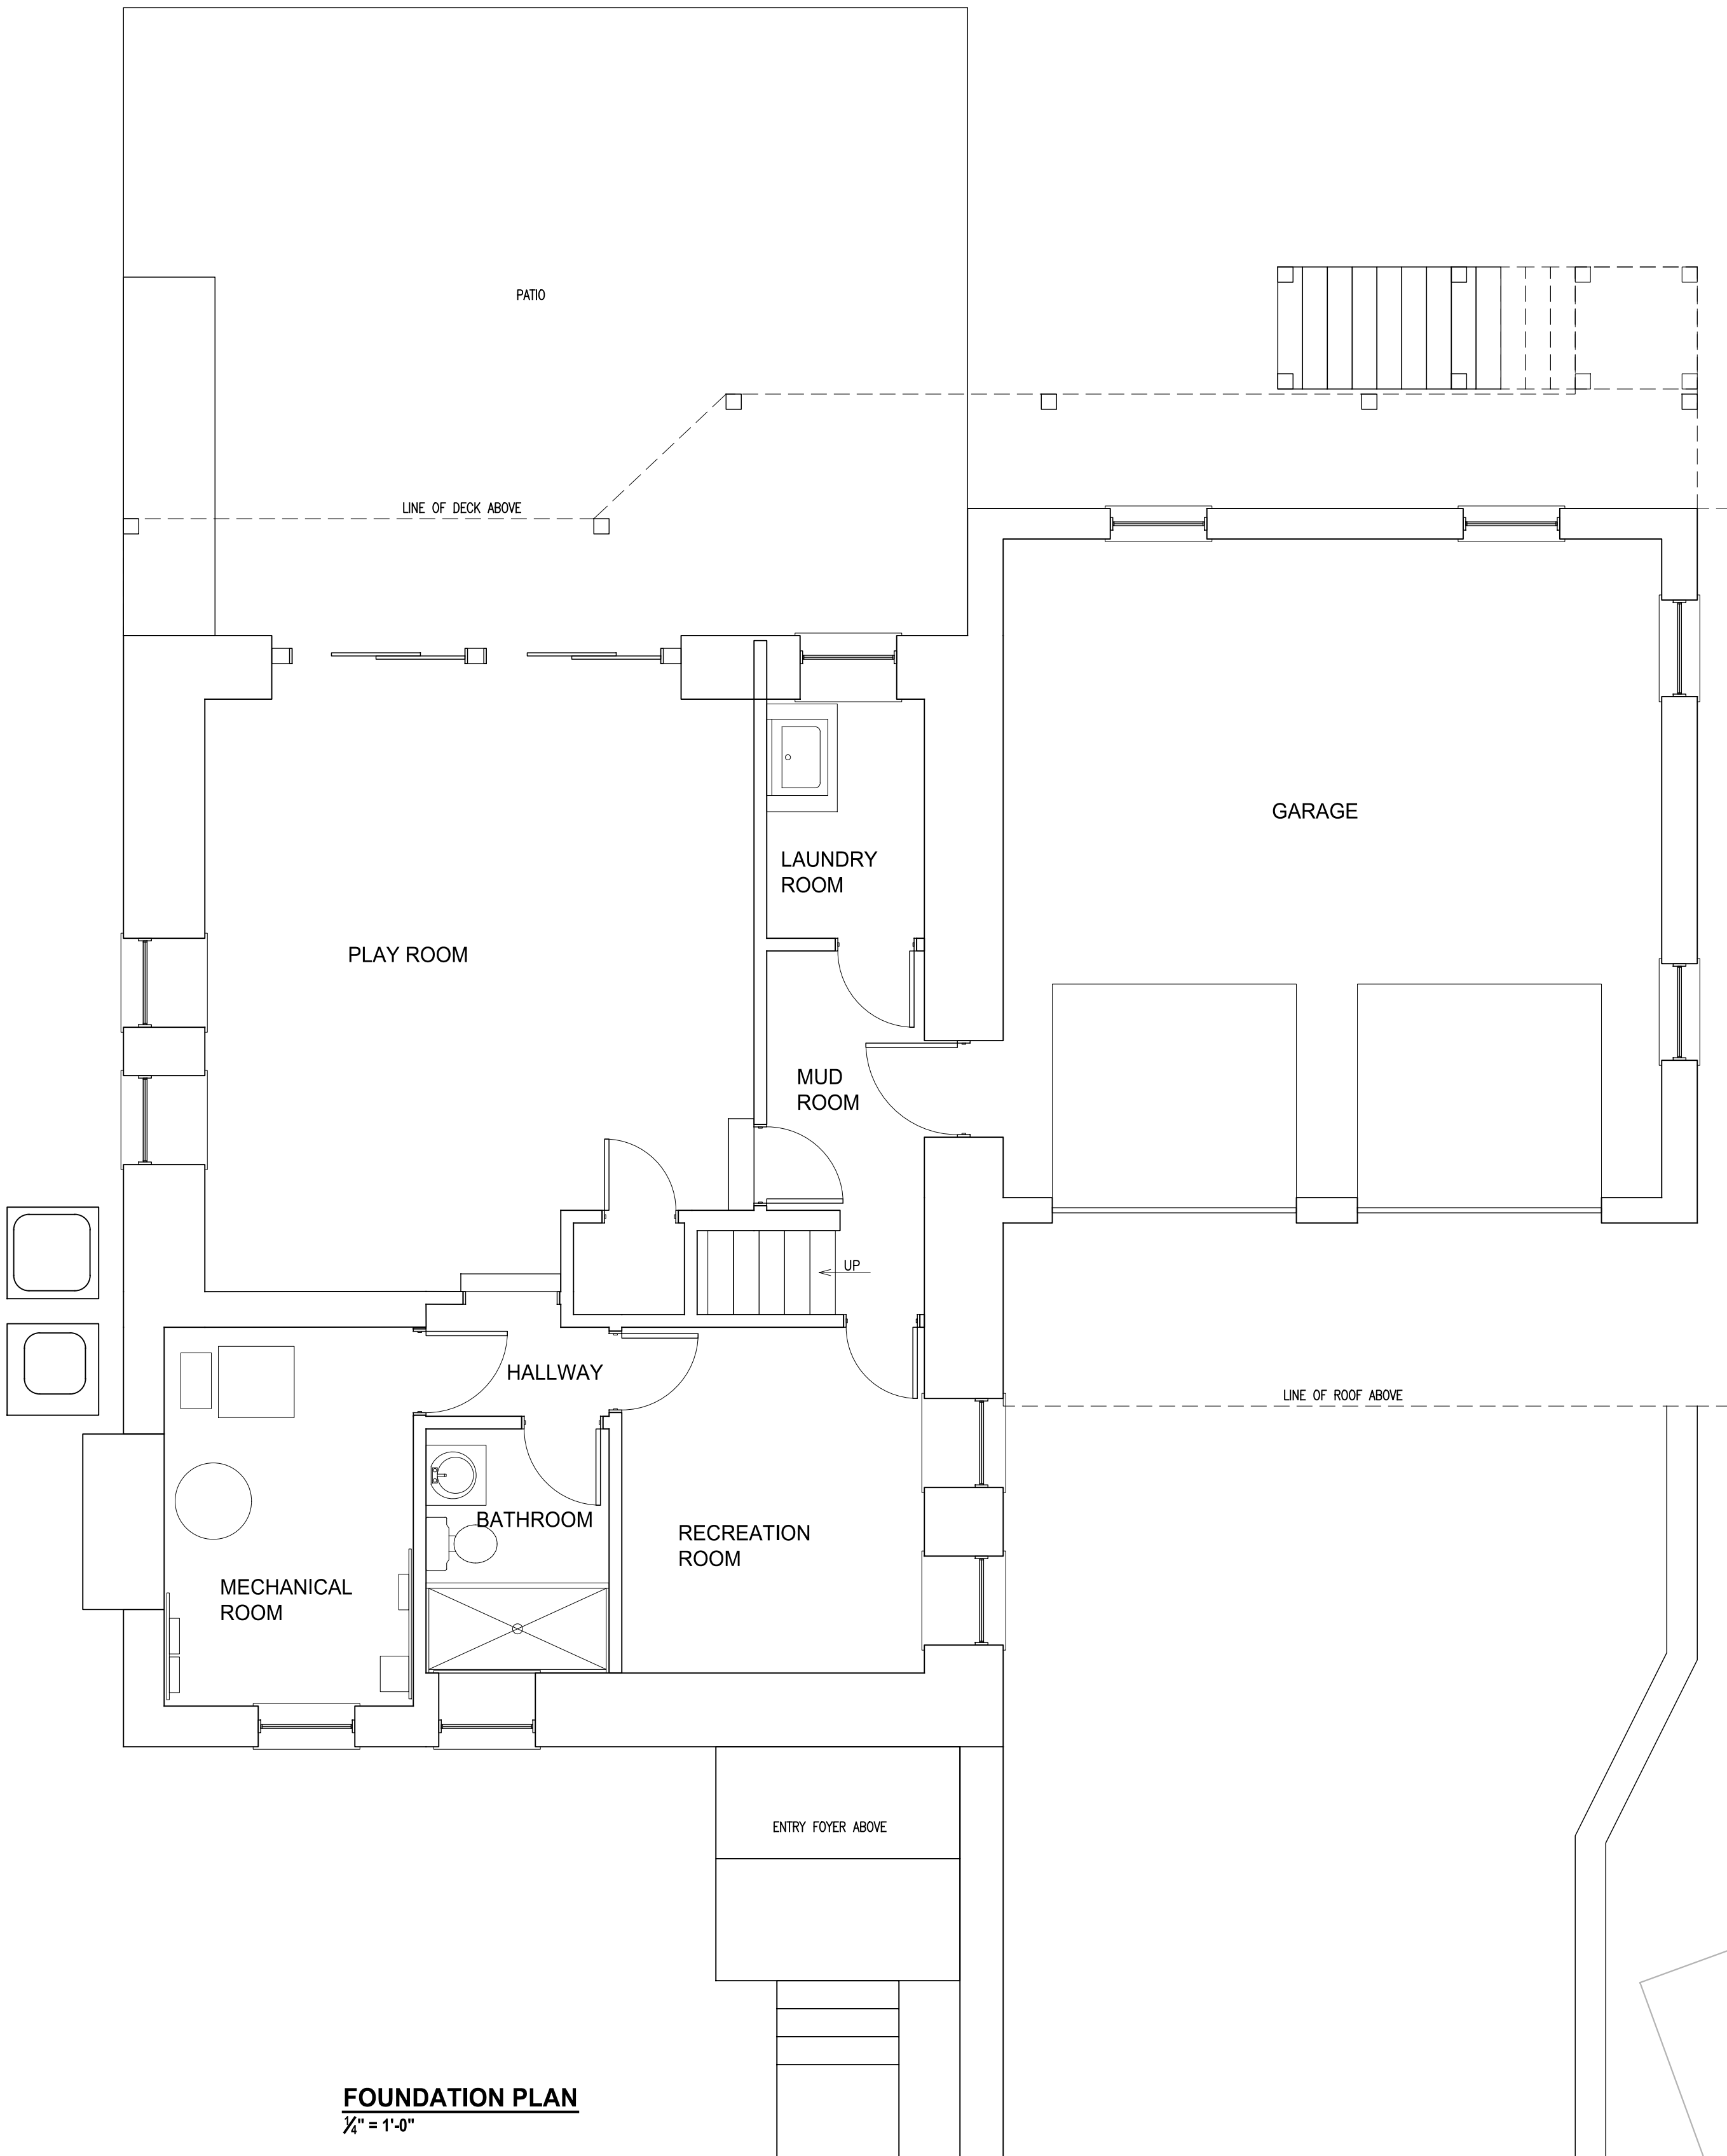 PATIO
LINE OF DECK ABOVE
GARAGE
LAUNDRY
ROOM
PLAY ROOM
MUD
ROOM
UP
HALLWAY
LINE OF ROOF ABOVE
BATHROOM
RECREATION
ROOM
MECHANICAL
ROOM
ENTRY FOYER ABOVE
FOUNDATION PLAN
1/4" = 1'-0"